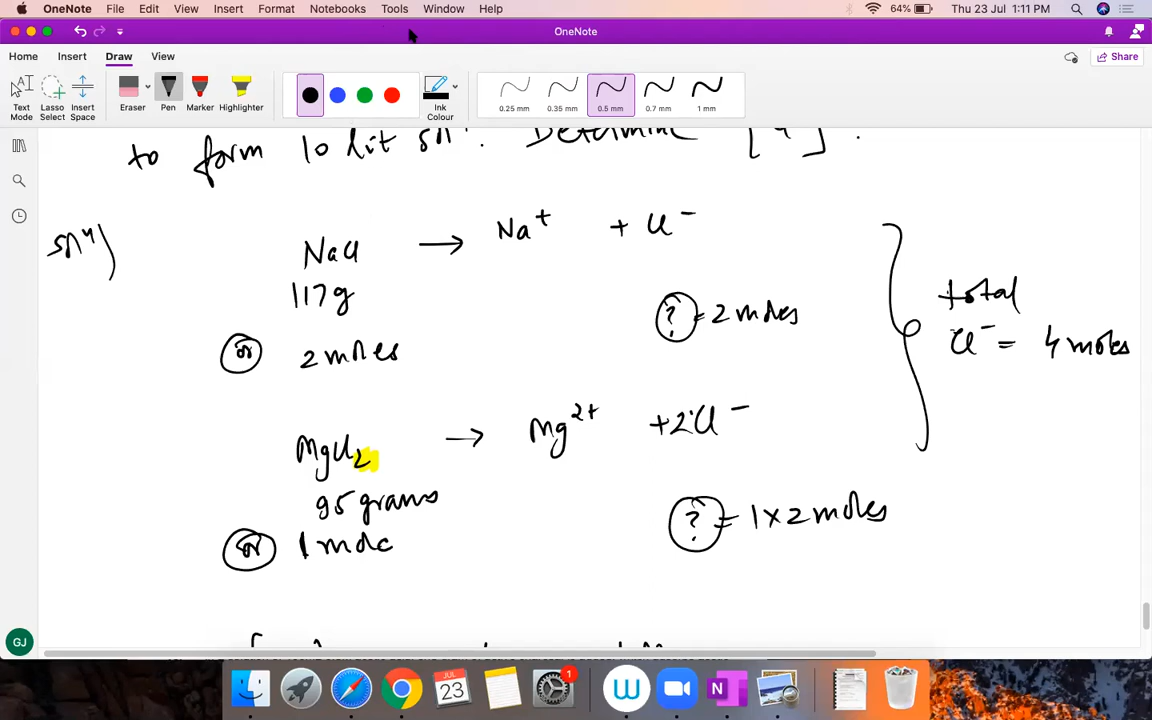 OneNote File Edit View Insert Format Notebooks Tools Window Help 64% Thu 23 Jul 1:11 PM
OneNote
Home Insert Draw View Share
Text Mode Lasso Select Insert Space Eraser Pen Marker Highlighter Ink Colour 0.25 mm 0.35 mm 0.5 mm 0.7 mm 1 mm
to form 10 lit solⁿ. Determine [Cl⁻].
solⁿ)
NaCl → Na⁺ + Cl⁻
117g
? = 2 moles
or 2 moles
total
Cl⁻ = 4 moles
MgCl₂ → Mg²⁺ + 2Cl⁻
95 grams
? = 1×2 moles
or 1 mole
GJ
JUL
23
1